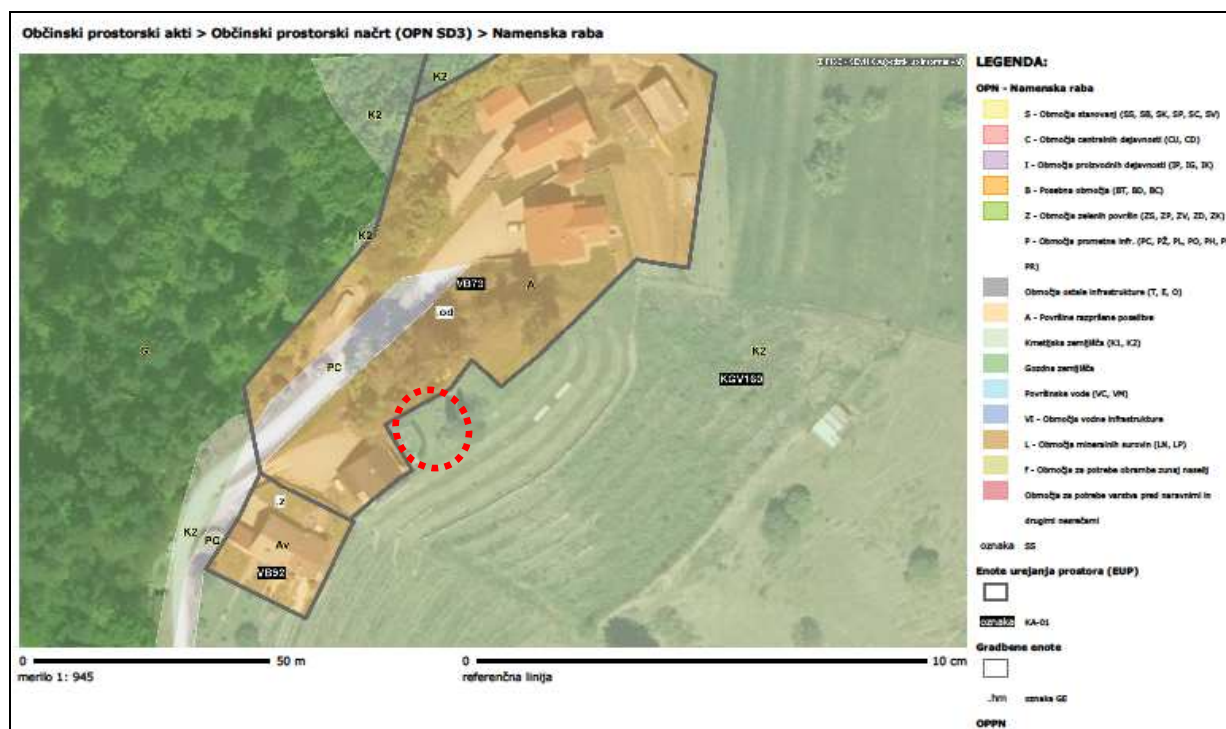 Občinski prostorski akti > Občinski prostorski načrt (OPN SD3) > Namenska raba
K2
K2
K2
VB73
A
.od
G
K2
PC
KGV160
.z
K2
PC
Av
VB92
0 50 m
merilo 1: 945
0 10 cm
referenčna linija
LEGENDA:
OPN - Namenska raba
S - Območja stanovanj (SS, SB, SK, SP, SC, SV)
C - Območja centralnih dejavnosti (CU, CD)
I - Območja proizvodnih dejavnosti (IP, IG, IK)
B - Posebna območja (BT, BD, BC)
Z - Območja zelenih površin (ZS, ZP, ZV, ZD, ZK)
P - Območja prometne infr. (PC, PŽ, PL, PO, PH,
PR)
Območja ostale infrastrukture (T, E, O)
A - Površine razpršene poselitve
Kmetijska zemljišča (K1, K2)
Gozdna zemljišča
Površinske vode (VC, VM)
VI - Območja vodne infrastrukture
L - Območja mineralnih surovin (LN, LP)
f - Območja za potrebe obrambe zunaj naselij
Območja za potrebe varstva pred naravnimi in
drugimi nesrečami
oznaka SS
Enote urejanja prostora (EUP)
oznaka KA-01
Gradbene enote
.hm oznaka GE
OPPN